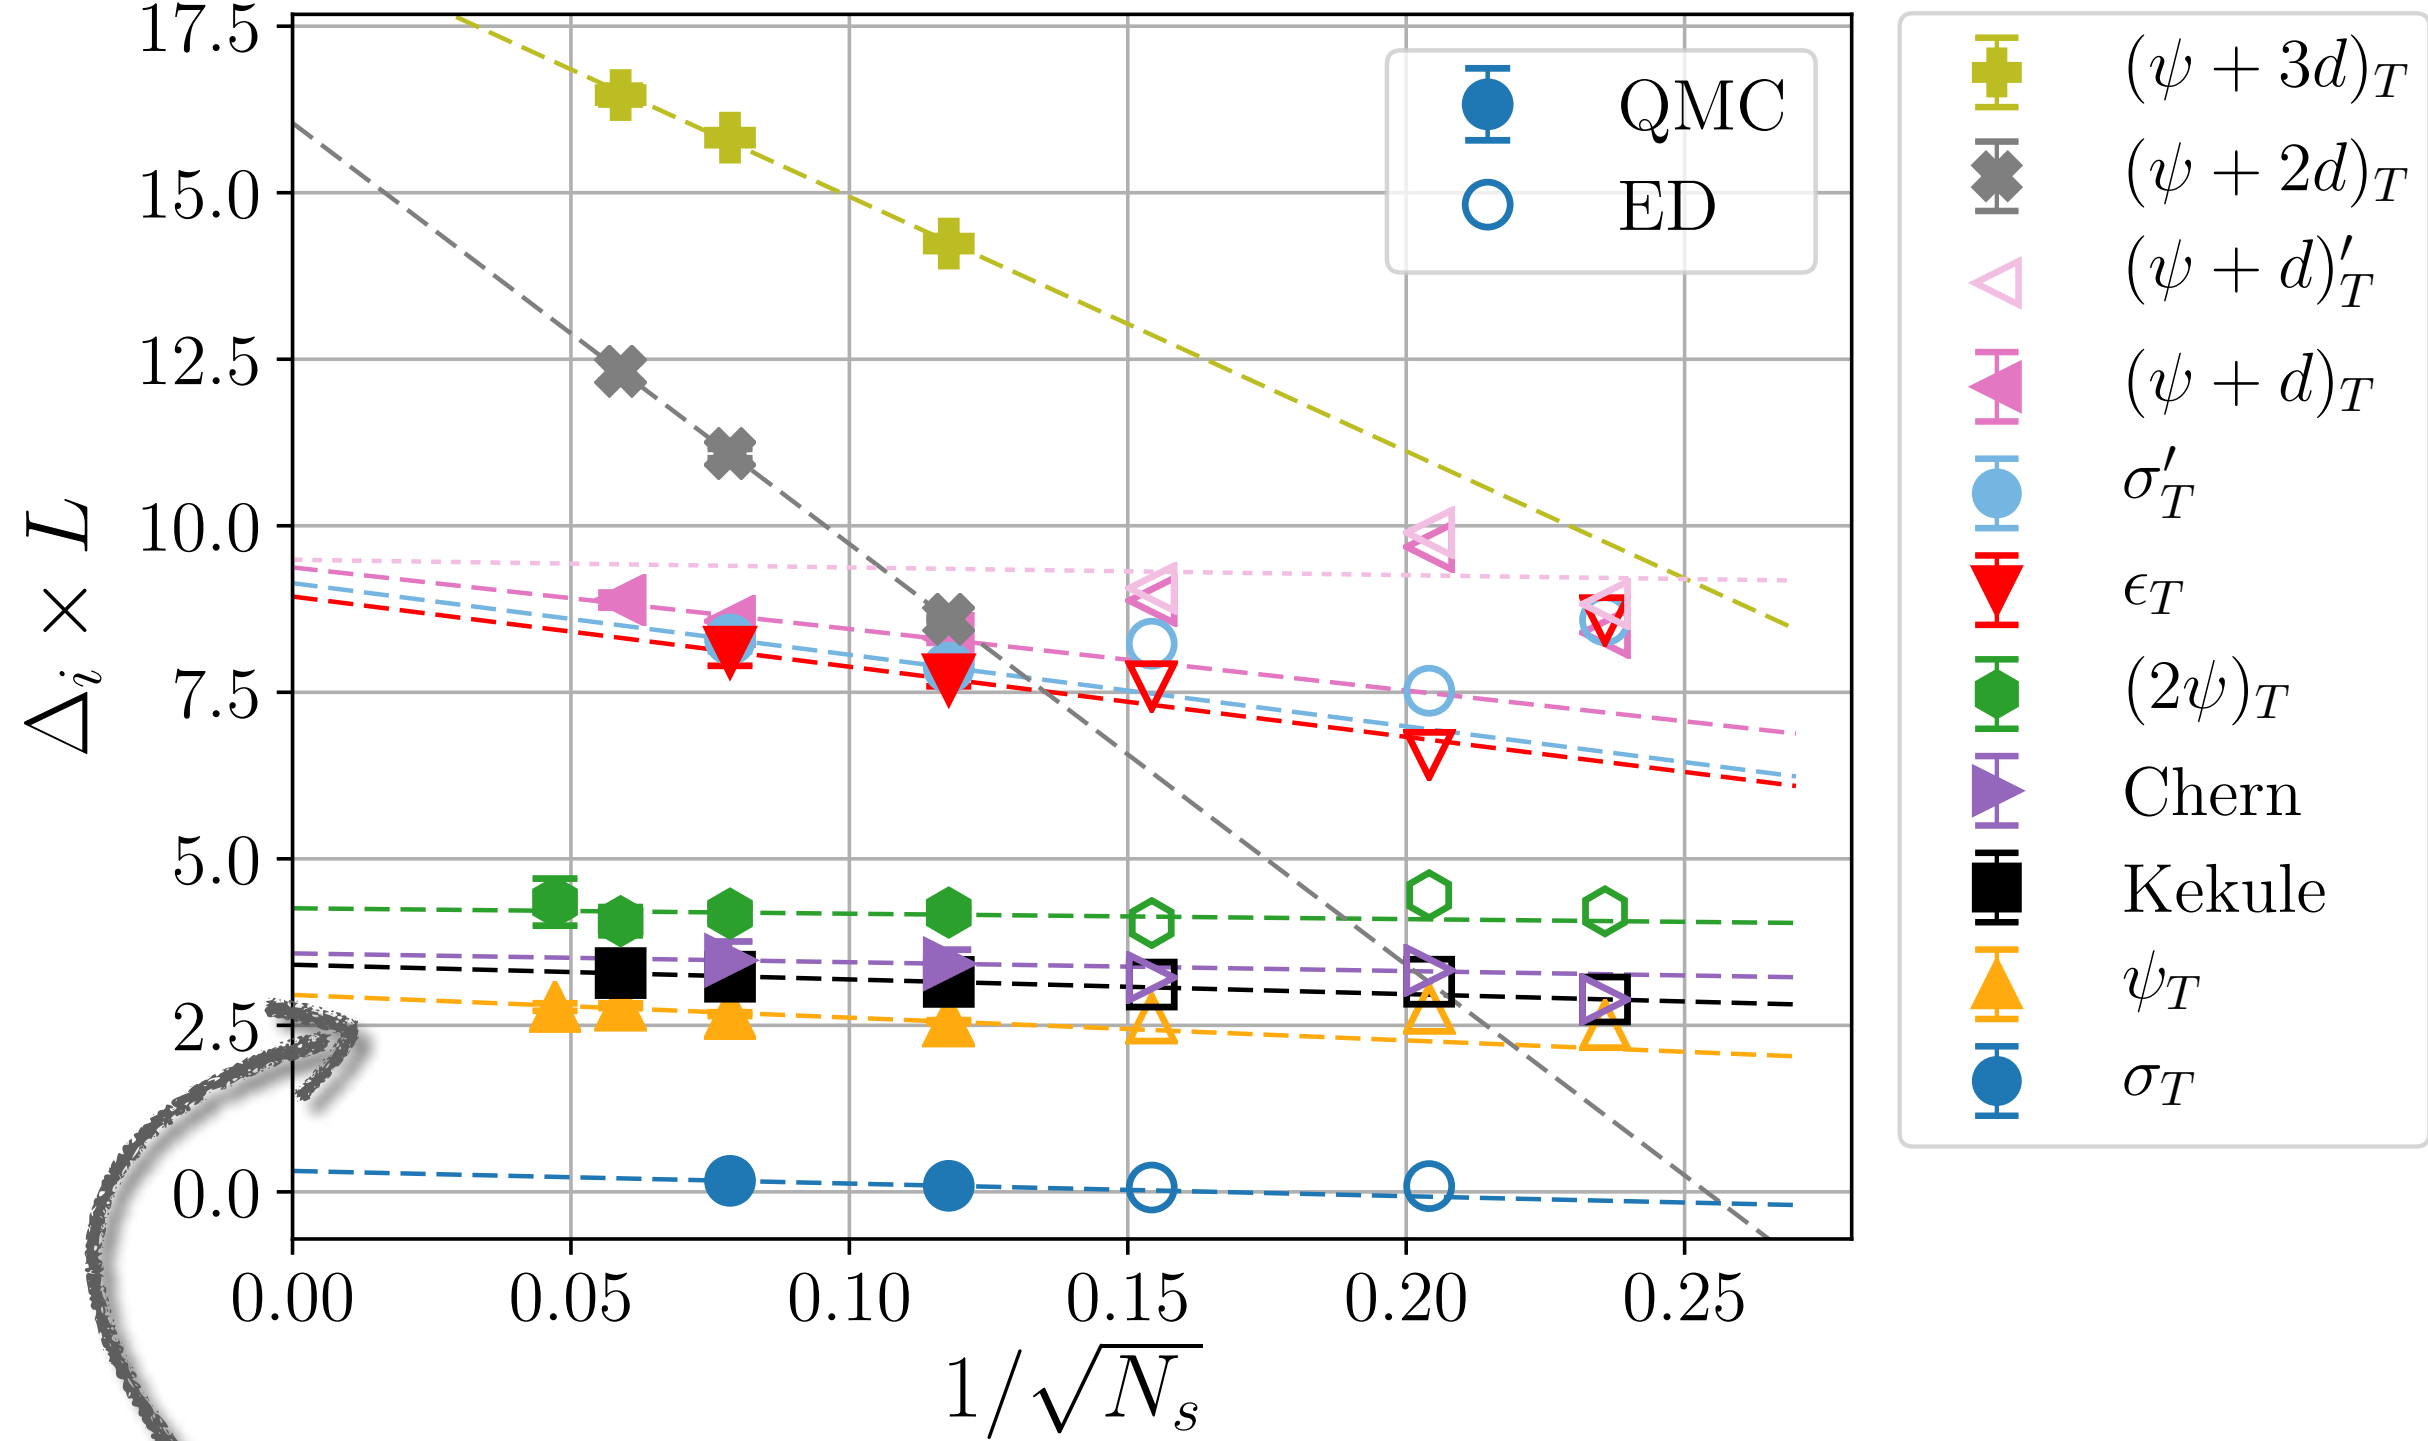 17.5
15.0
12.5
10.0
7.5
5.0
2.5
0.0
Δᵢ × L
0.00 0.05 0.10 0.15 0.20 0.25
1/√Nₛ
QMC
ED
(ψ + 3d)_T
(ψ + 2d)_T
(ψ + d)′_T
(ψ + d)_T
σ′_T
ϵ_T
(2ψ)_T
Chern
Kekule
ψ_T
σ_T